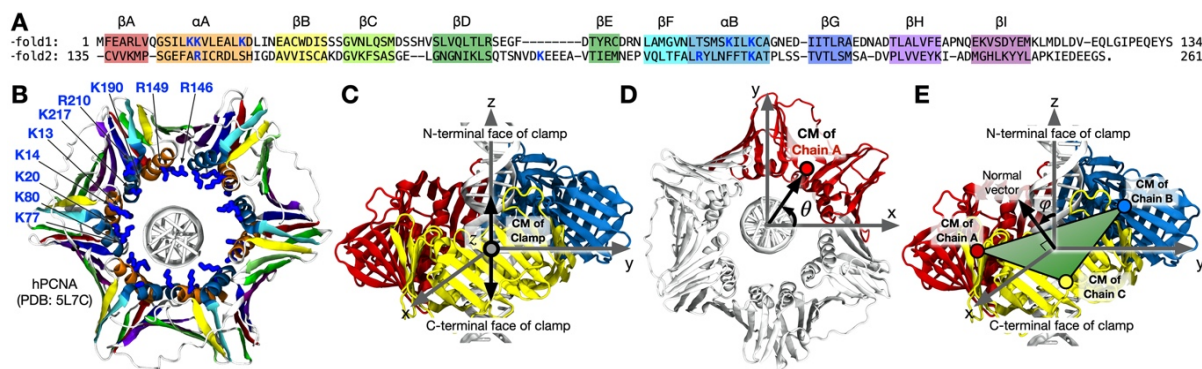 A
βA αA βB βC βD βE βF αB βG βH βI
-fold1: 1 MFEARLVQGSILKKVLEALKDLINEACWDISSSGVNLQSMDSSHVSLVQLTLRSEGF--------DTYRCDRNLAMGVNLTSMSKILKCAGNED-IITLRAEDNADTLALVFEAPNQEKVSDYEMKLMDLDV-EQLGIPEQEYS 134
-fold2: 135 CVVKMP--SGEFARICRDLSHIGDAVVISCAKDGVKFSASGE--LGNGNIKLSQTSNVDKEEEA-VTIEMNEPVQLTFALRYLNFFTKATPLSS--TVTLSMSA-DVPLVVEYKI-ADMGHLKYYLAPKIEDEEGS. 261
B
K190 R149 R146
R210
K217
K13
K14
K20
K80
K77
hPCNA
(PDB: 5L7C)
C
z
N-terminal face of clamp
CM of
Clamp
z
y
x
C-terminal face of clamp
D
y
CM of
Chain A
θ
x
E
z
N-terminal face of clamp
Normal
vector
φ
CM of
Chain B
CM of
Chain A
y
CM of
Chain C
x
C-terminal face of clamp